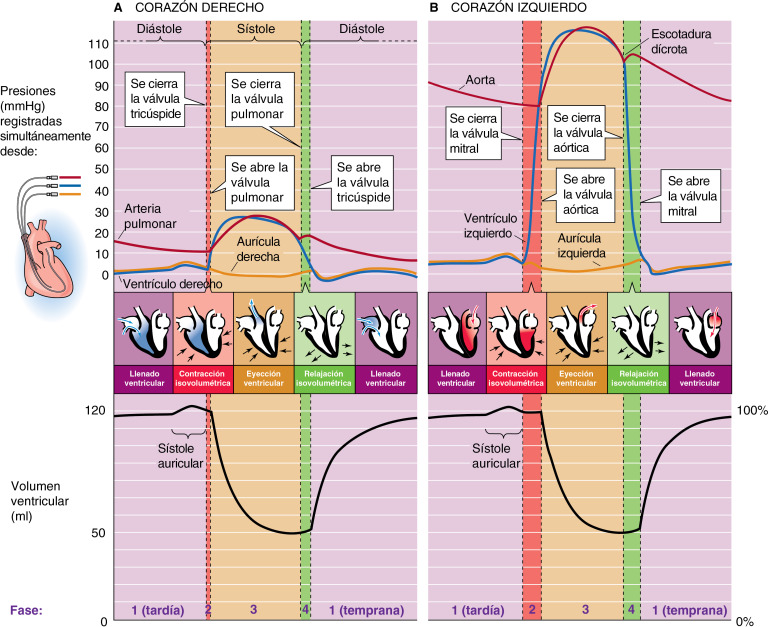 A CORAZÓN DERECHO
B CORAZÓN IZQUIERDO
Diástole
Sístole
Diástole
Presiones
(mmHg)
registradas
simultáneamente
desde:
110
100
90
80
70
60
50
40
30
20
10
0
Se cierra
la válvula
tricúspide
Se cierra
la válvula
pulmonar
Se abre la
válvula
pulmonar
Se abre
la válvula
tricúspide
Arteria
pulmonar
Aurícula
derecha
Ventrículo derecho
Aorta
Escotadura
dícrota
Se cierra
la válvula
mitral
Se cierra
la válvula
aórtica
Se abre
la válvula
aórtica
Se abre
la válvula
mitral
Ventrículo
izquierdo
Aurícula
izquierda
Llenado
ventricular
Contracción
isovolumétrica
Eyección
ventricular
Relajación
isovolumétrica
Llenado
ventricular
Llenado
ventricular
Contracción
isovolumétrica
Eyección
ventricular
Relajación
isovolumétrica
Llenado
ventricular
Volumen
ventricular
(ml)
120
50
0
100%
0%
Sístole
auricular
Sístole
auricular
Fase:
1 (tardía) 2 3 4 1 (temprana)
1 (tardía) 2 3 4 1 (temprana)